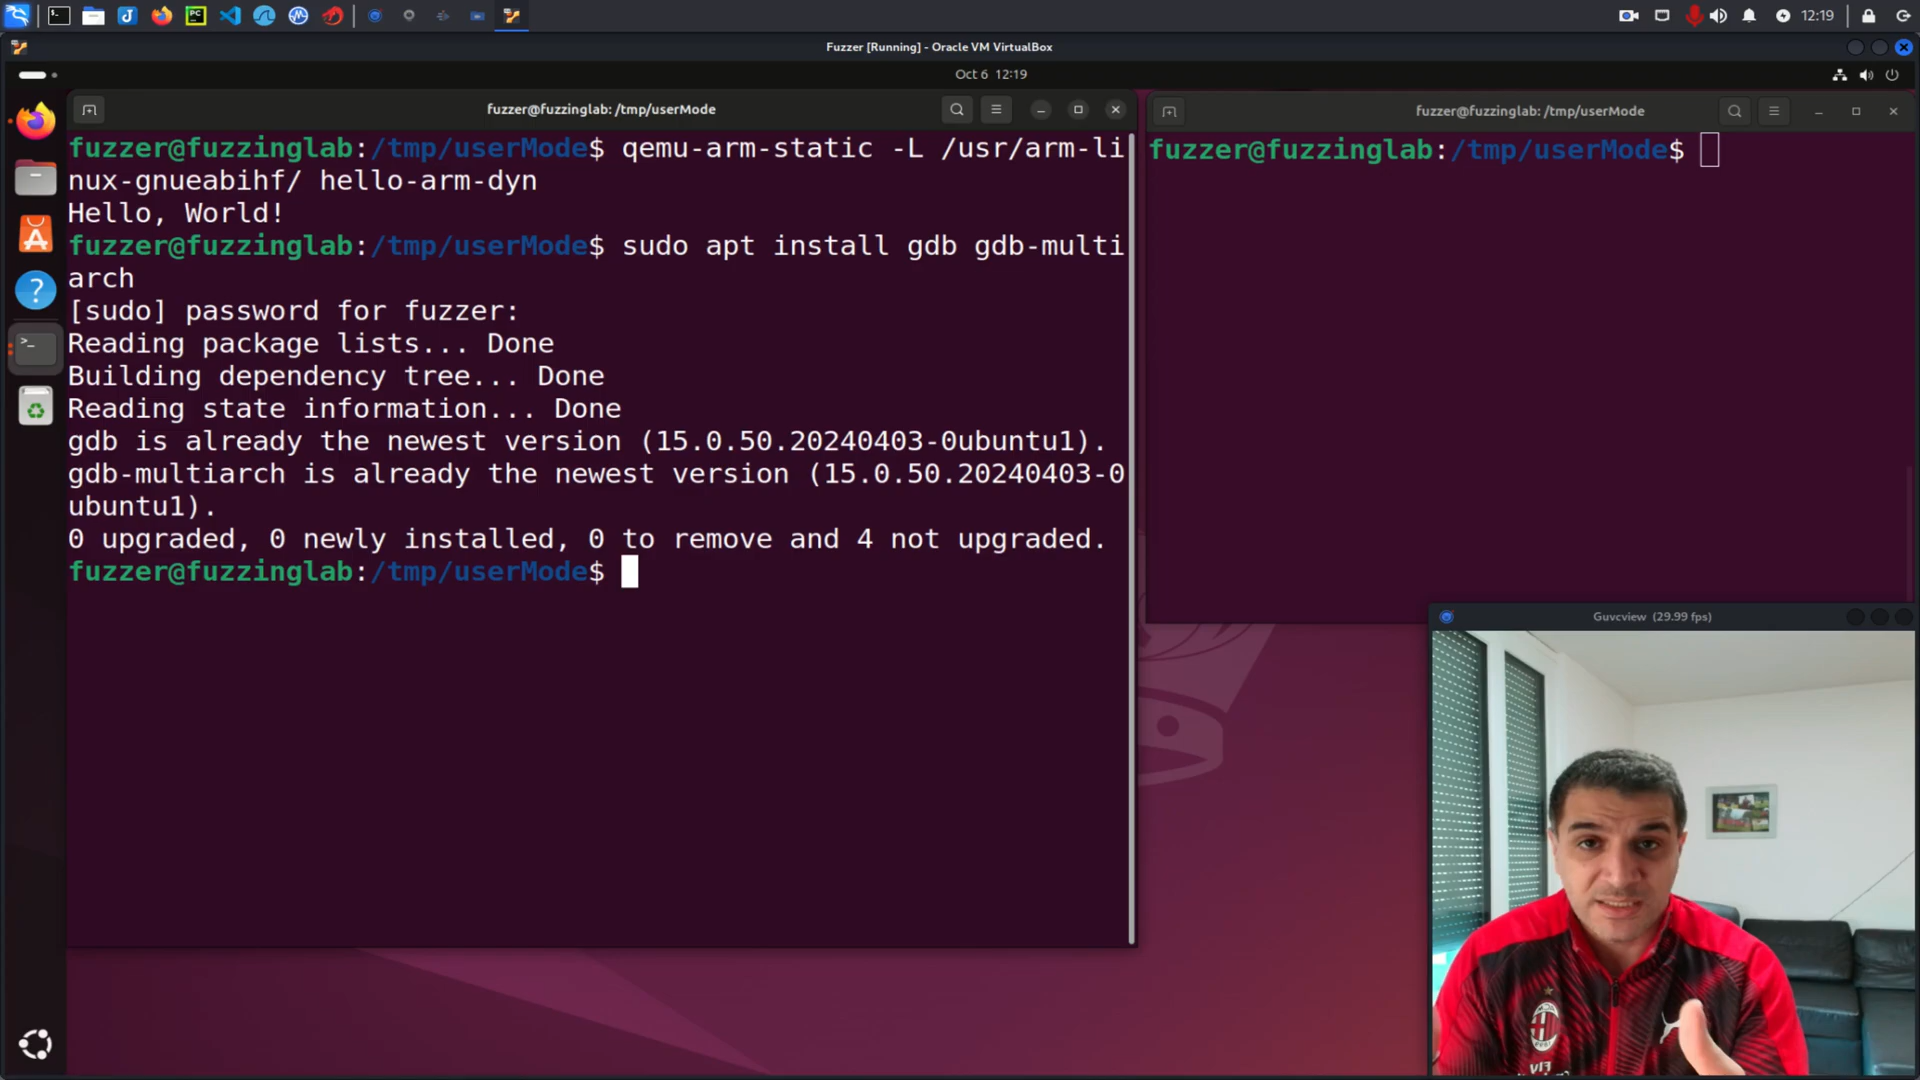 12:19
Fuzzer [Running] - Oracle VM VirtualBox
Oct 6 12:19
fuzzer@fuzzinglab: /tmp/userMode
fuzzer@fuzzinglab:/tmp/userMode$ qemu-arm-static -L /usr/arm-li
nux-gnueabihf/ hello-arm-dyn
Hello, World!
fuzzer@fuzzinglab:/tmp/userMode$ sudo apt install gdb gdb-multi
arch
[sudo] password for fuzzer:
Reading package lists... Done
Building dependency tree... Done
Reading state information... Done
gdb is already the newest version (15.0.50.20240403-0ubuntu1).
gdb-multiarch is already the newest version (15.0.50.20240403-0
ubuntu1).
0 upgraded, 0 newly installed, 0 to remove and 4 not upgraded.
fuzzer@fuzzinglab:/tmp/userMode$
fuzzer@fuzzinglab: /tmp/userMode
fuzzer@fuzzinglab:/tmp/userMode$
Guvcview (29.99 fps)
ACM